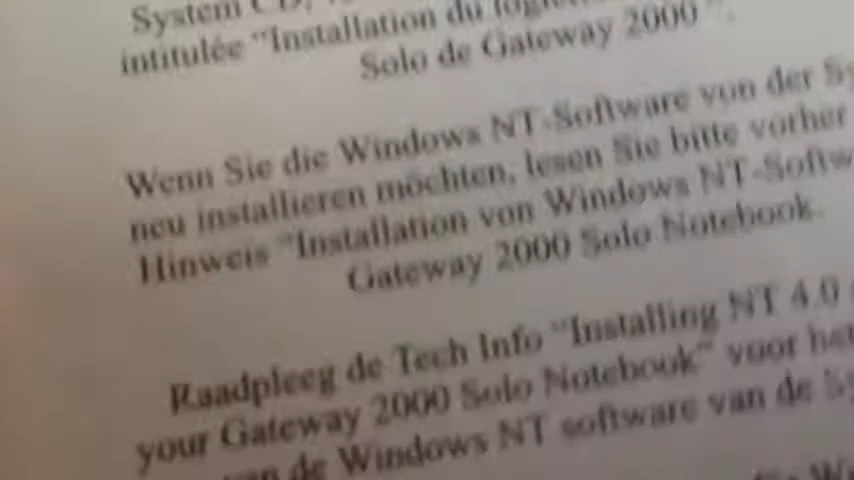 System CD,
intitulée "Installation du
Solo de Gateway 2000 ".
Wenn Sie die Windows NT-Software von der
neu installieren möchten, lesen Sie bitte vorher
Hinweis "Installation von Windows NT-
Gateway 2000 Solo Notebook.
Raadpleeg de Tech Info "Installing NT 4.0
your Gateway 2000 Solo Notebook" voor
van de Windows NT software van de